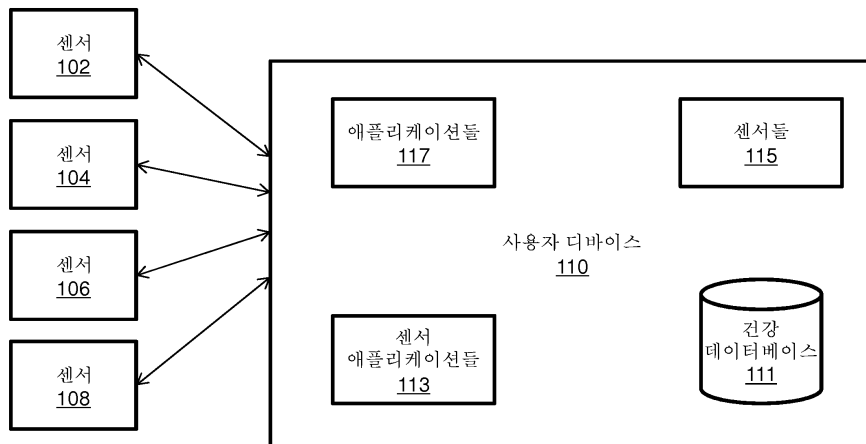 센서
102
센서
104
센서
106
센서
108
애플리케이션들
117
센서들
115
사용자 디바이스
110
센서
애플리케이션들
113
건강
데이터베이스
111